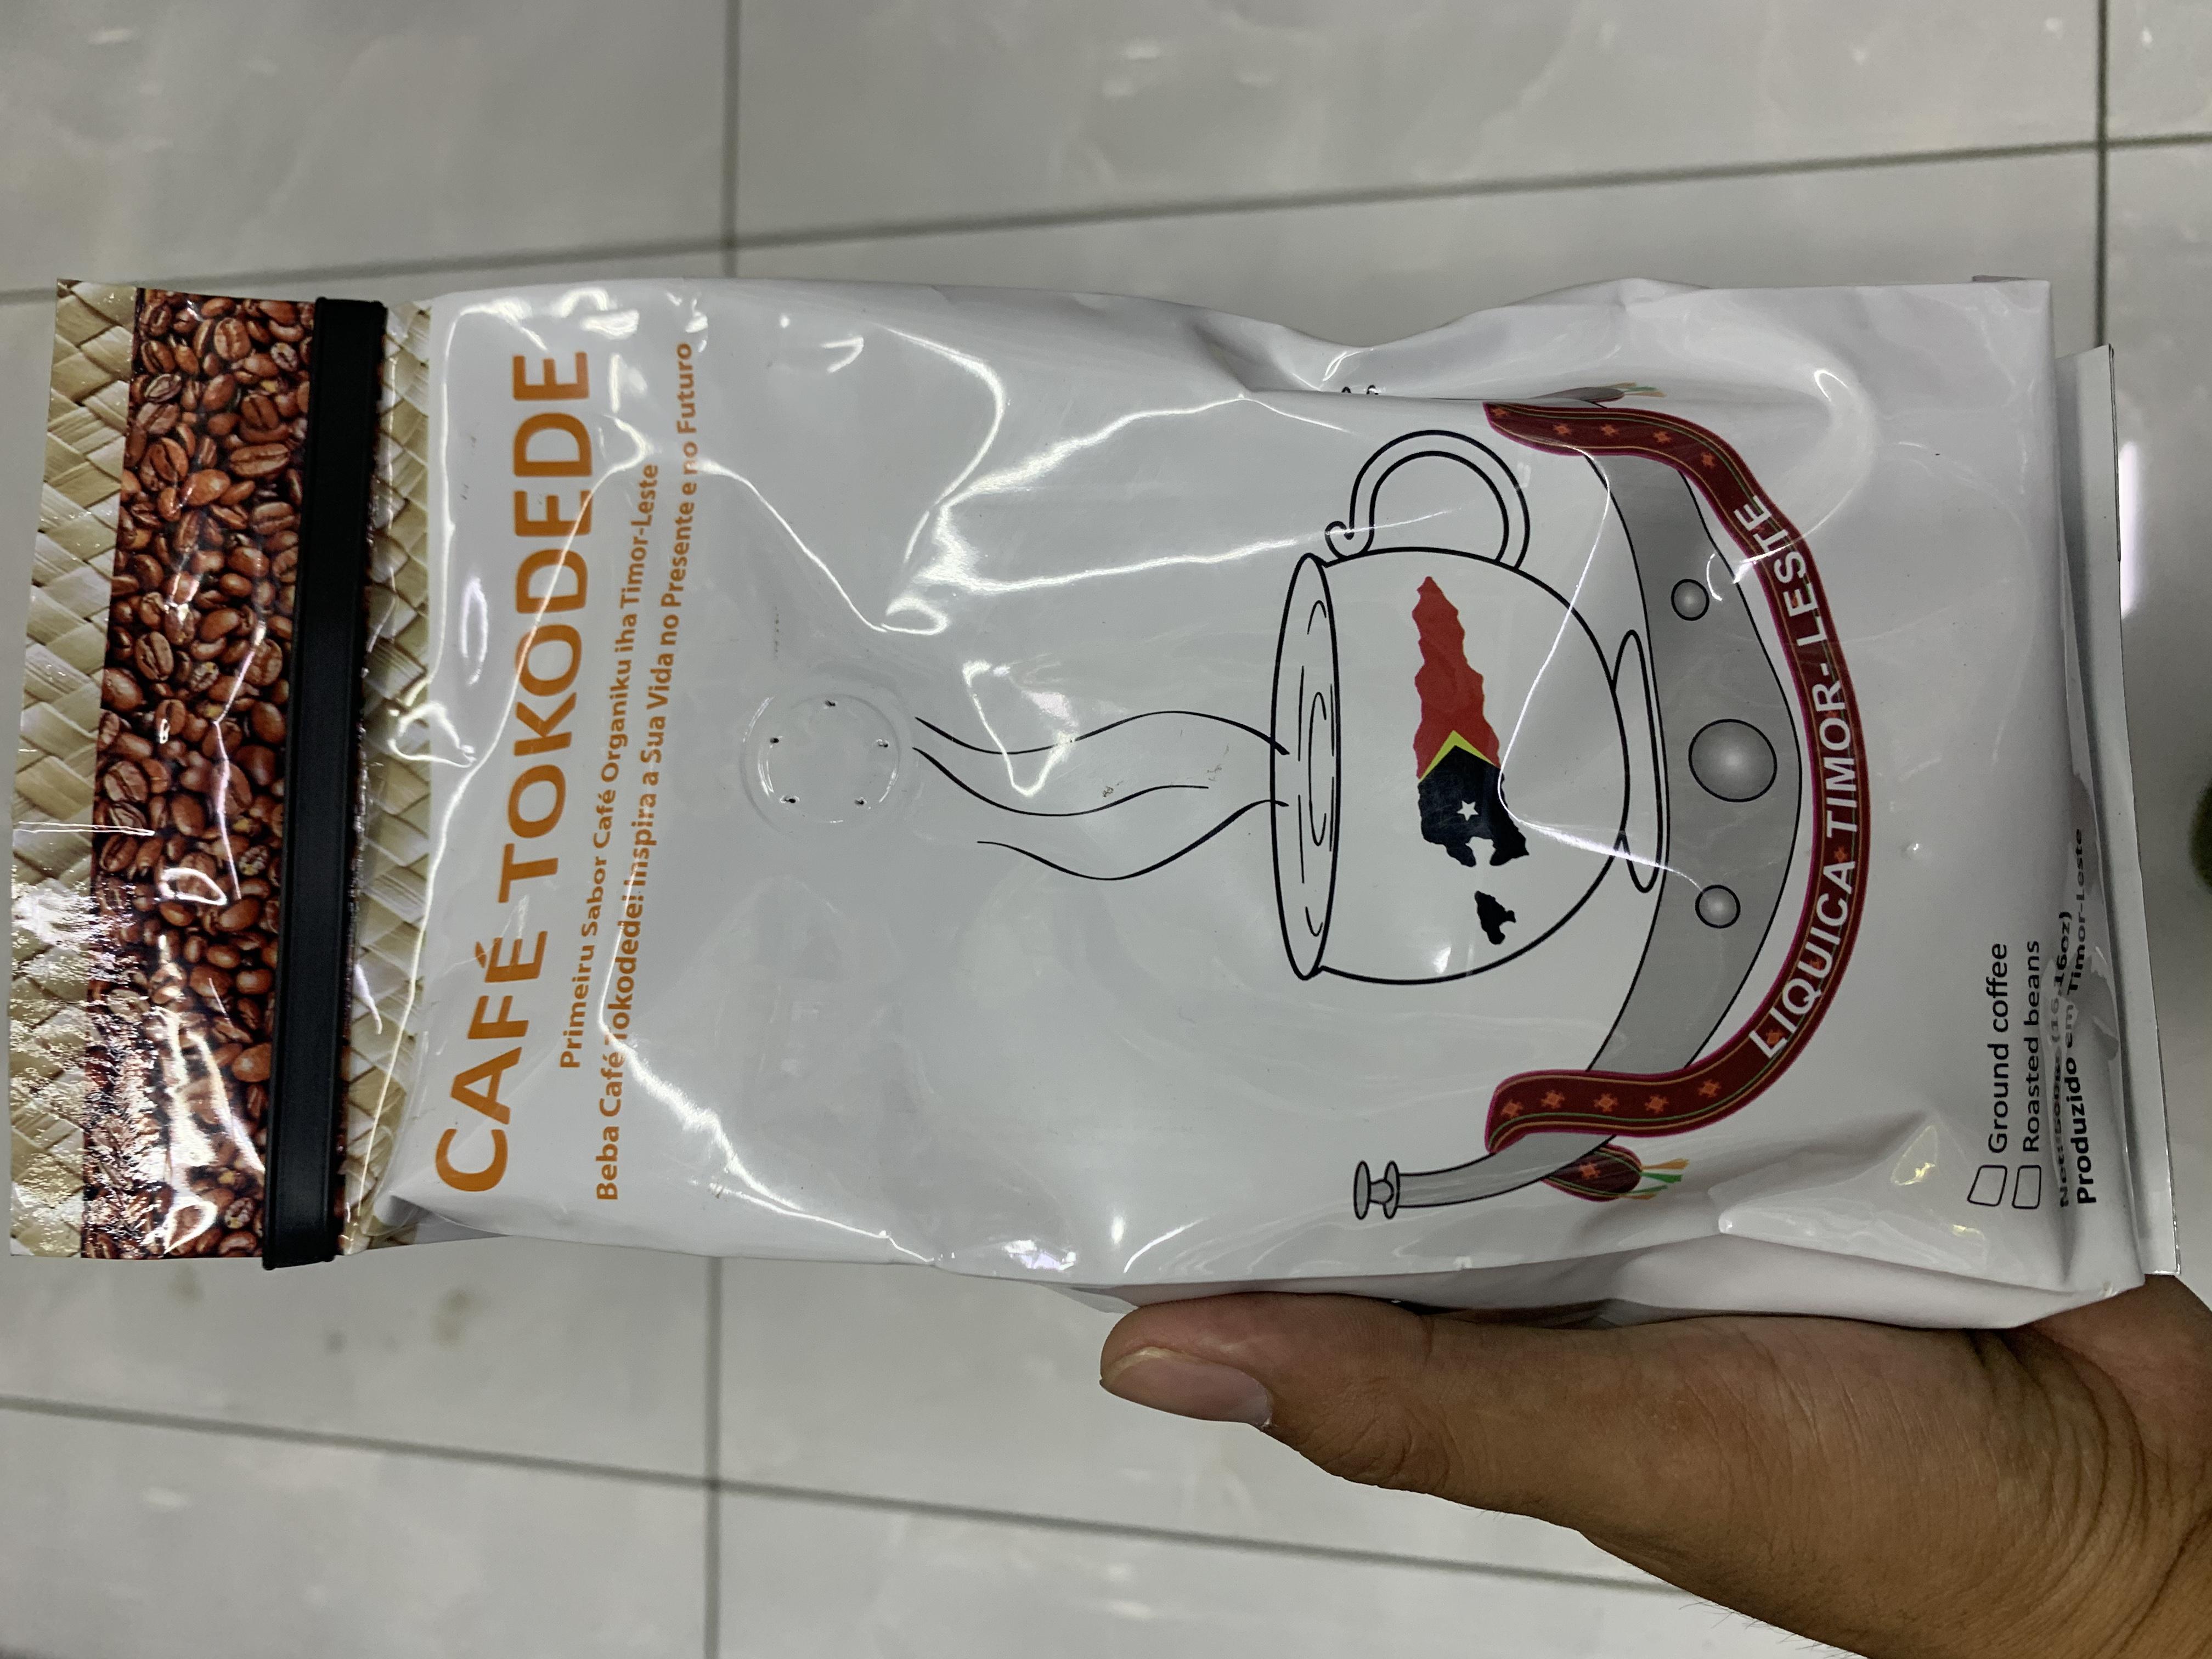 CAFÉ TOKODEDE
Primeiru Sabor Café Organiku iha Timor-Leste
Beba Café Tokodede! Inspira a Sua Vida no Presente e no Futuro
LIQUICA TIMOR-LESTE
Ground coffee
Roasted beans
Produzido em Timor-Leste